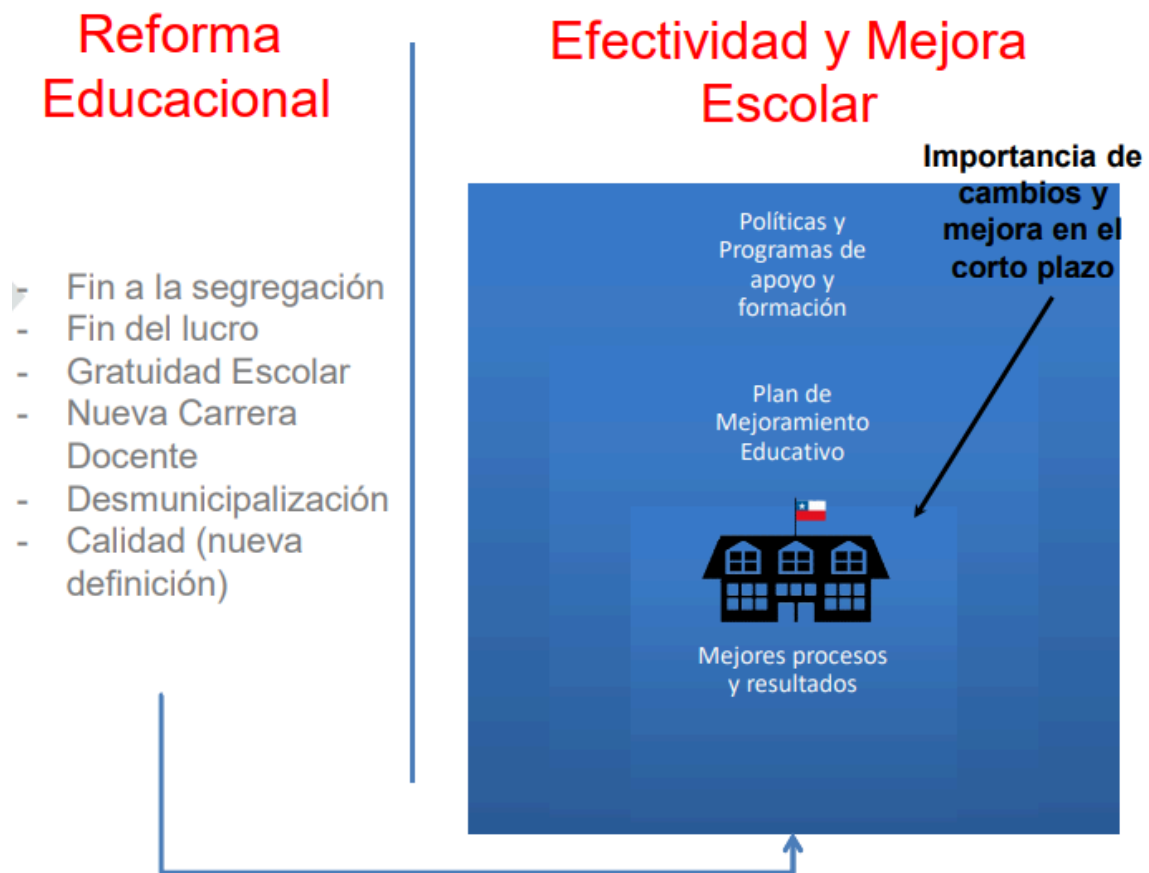 Reforma
Educacional
- Fin a la segregación
- Fin del lucro
- Gratuidad Escolar
- Nueva Carrera
Docente
- Desmunicipalización
- Calidad (nueva
definición)
Efectividad y Mejora
Escolar
Importancia de
cambios y
mejora en el
corto plazo
Políticas y
Programas de
apoyo y
formación
Plan de
Mejoramiento
Educativo
Mejores procesos
y resultados